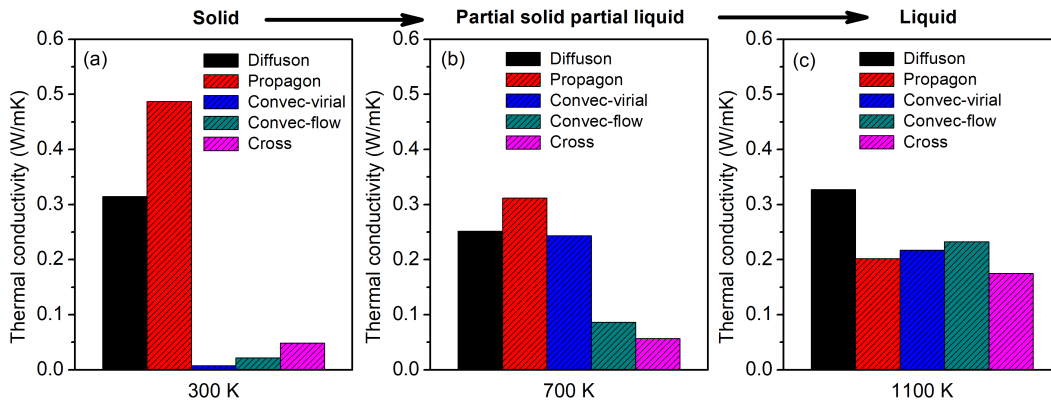 Solid
Partial solid partial liquid
Liquid
(a)
Diffuson
Propagon
Convec-virial
Convec-flow
Cross
0.6
0.5
0.4
0.3
0.2
0.1
0.0
Thermal conductivity (W/mK)
300 K
(b)
Diffuson
Propagon
Convec-virial
Convec-flow
Cross
0.6
0.5
0.4
0.3
0.2
0.1
0.0
Thermal conductivity (W/mK)
700 K
(c)
Diffuson
Propagon
Convec-virial
Convec-flow
Cross
0.6
0.5
0.4
0.3
0.2
0.1
0.0
Thermal conductivity (W/mK)
1100 K